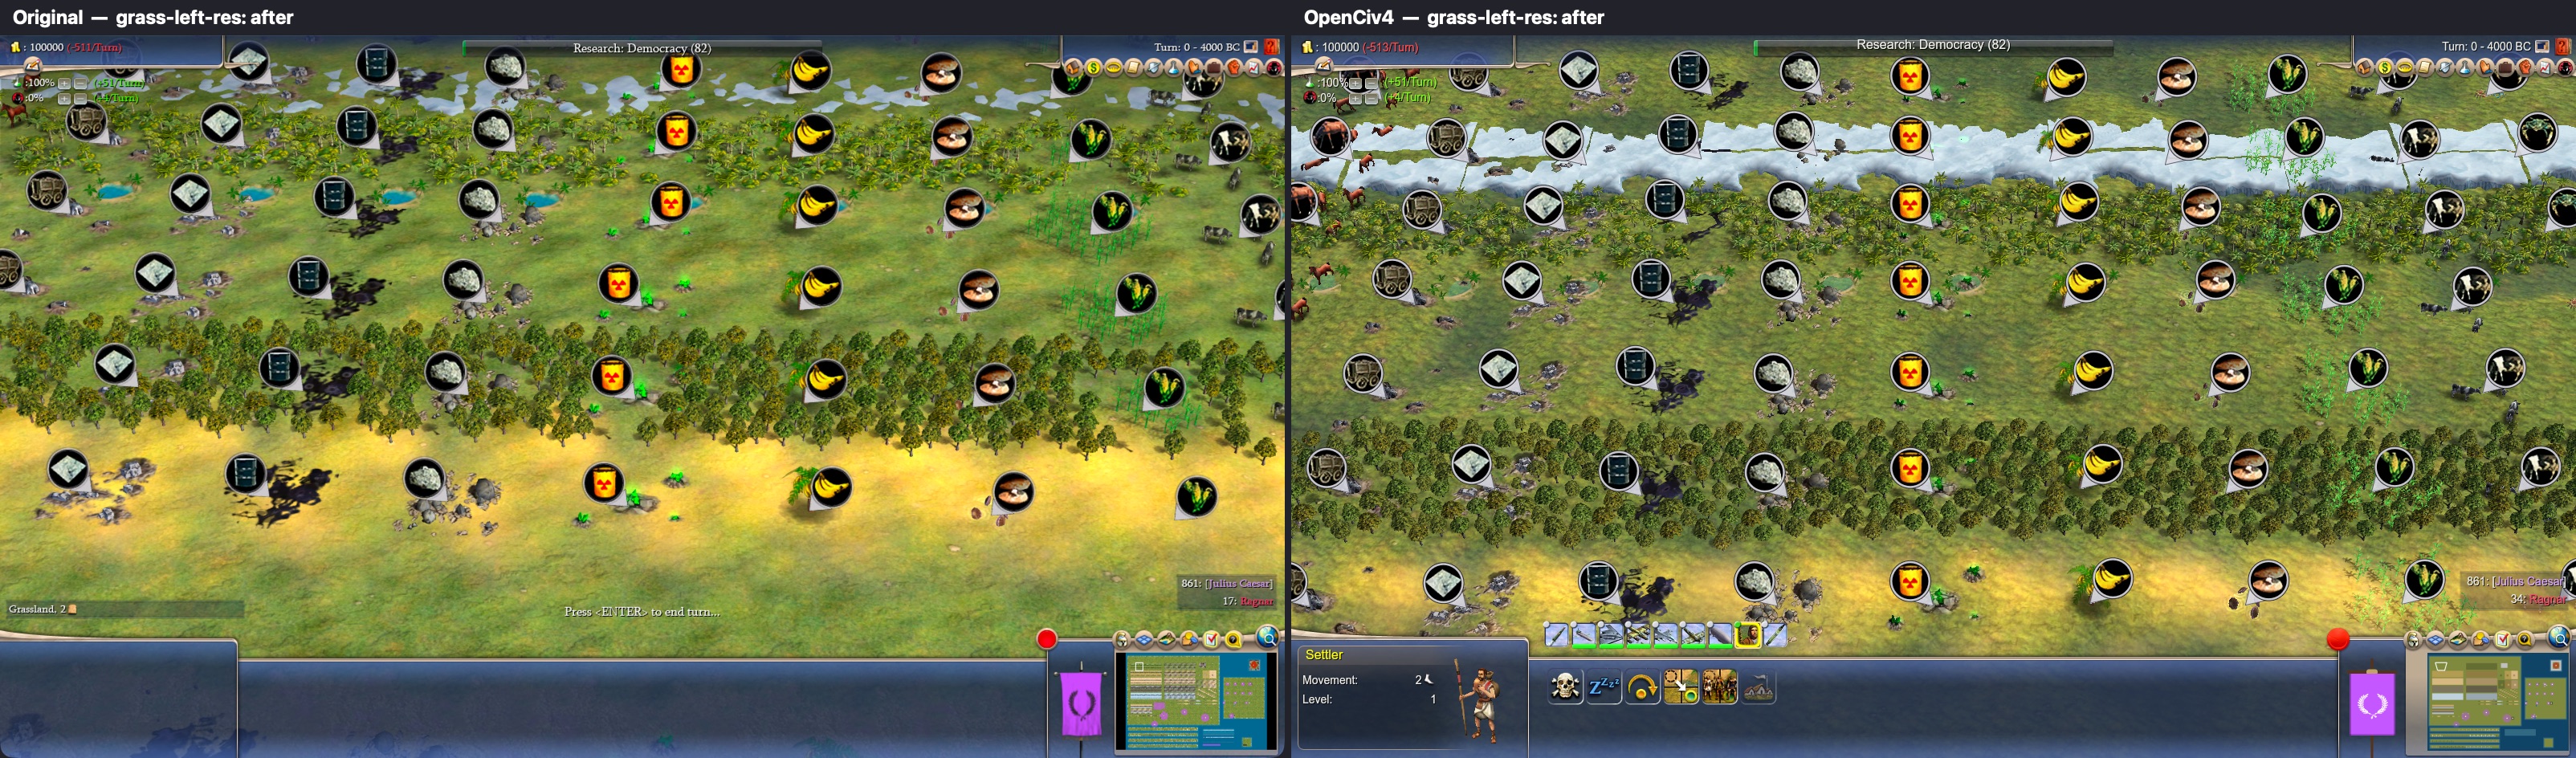 Original — grass-left-res: after
: 100000 (-511/Turn)
Research: Democracy (82)
Turn: 0 - 4000 BC
:100% (+51/Turn)
:0% (+4/Turn)
861: [Julius Caesar]
17: Ragnar
Grassland, 2
Press <ENTER> to end turn...
OpenCiv4 — grass-left-res: after
: 100000 (-513/Turn)
Research: Democracy (82)
Turn: 0 - 4000 BC
:100% (+51/Turn)
:0% (+4/Turn)
861: [Julius Caesar]
34: Ragnar
Settler
Movement: 2
Level: 1
ZZZZ